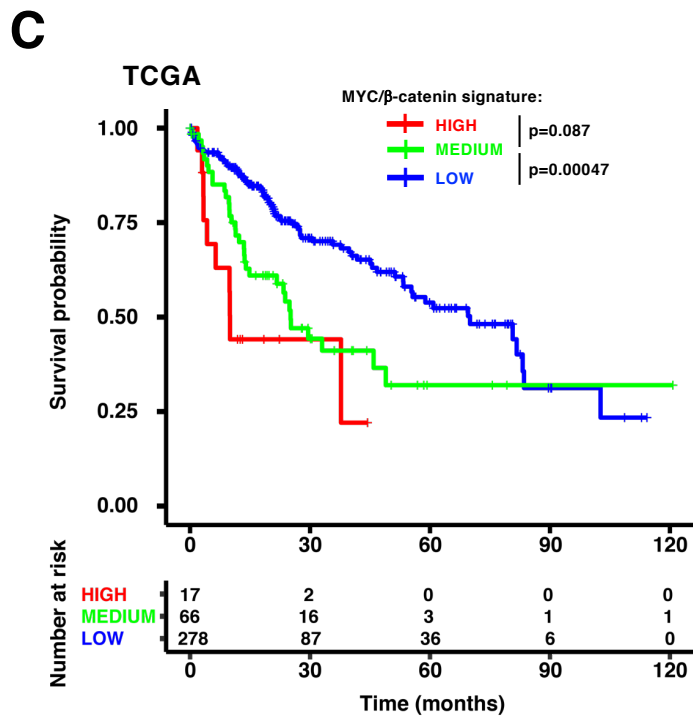 C
TCGA
MYC/β-catenin signature:
HIGH
p=0.087
MEDIUM
p=0.00047
LOW
Survival probability
1.00
0.75
0.50
0.25
0.00
0 30 60 90 120
Number at risk
HIGH 17 2 0 0 0
MEDIUM 66 16 3 1 1
LOW 278 87 36 6 0
0 30 60 90 120
Time (months)